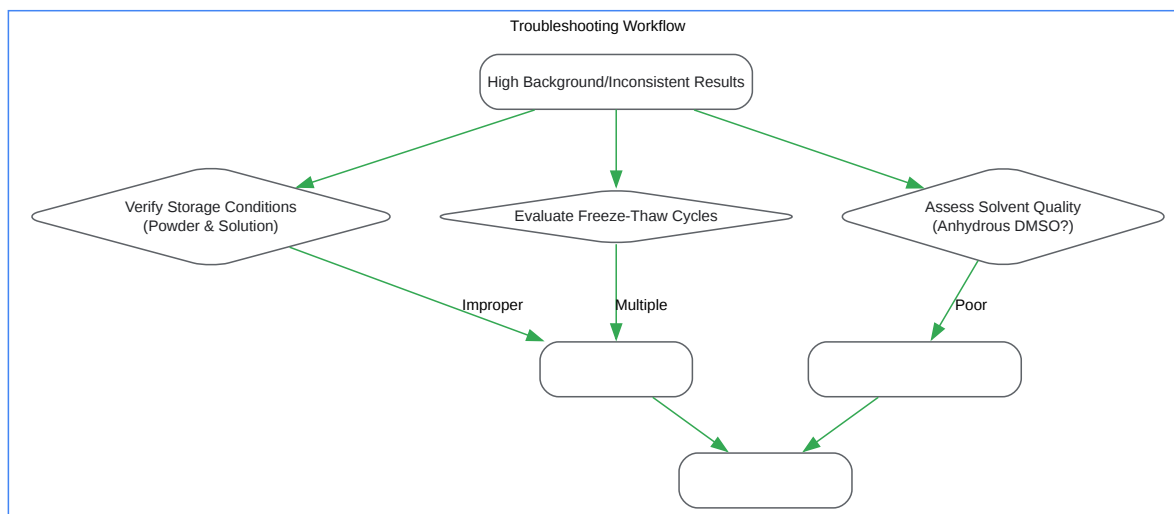 Troubleshooting Workflow
High Background/Inconsistent Results
Verify Storage Conditions
(Powder & Solution)
Evaluate Freeze-Thaw Cycles
Assess Solvent Quality
(Anhydrous DMSO?)
Improper
Multiple
Poor